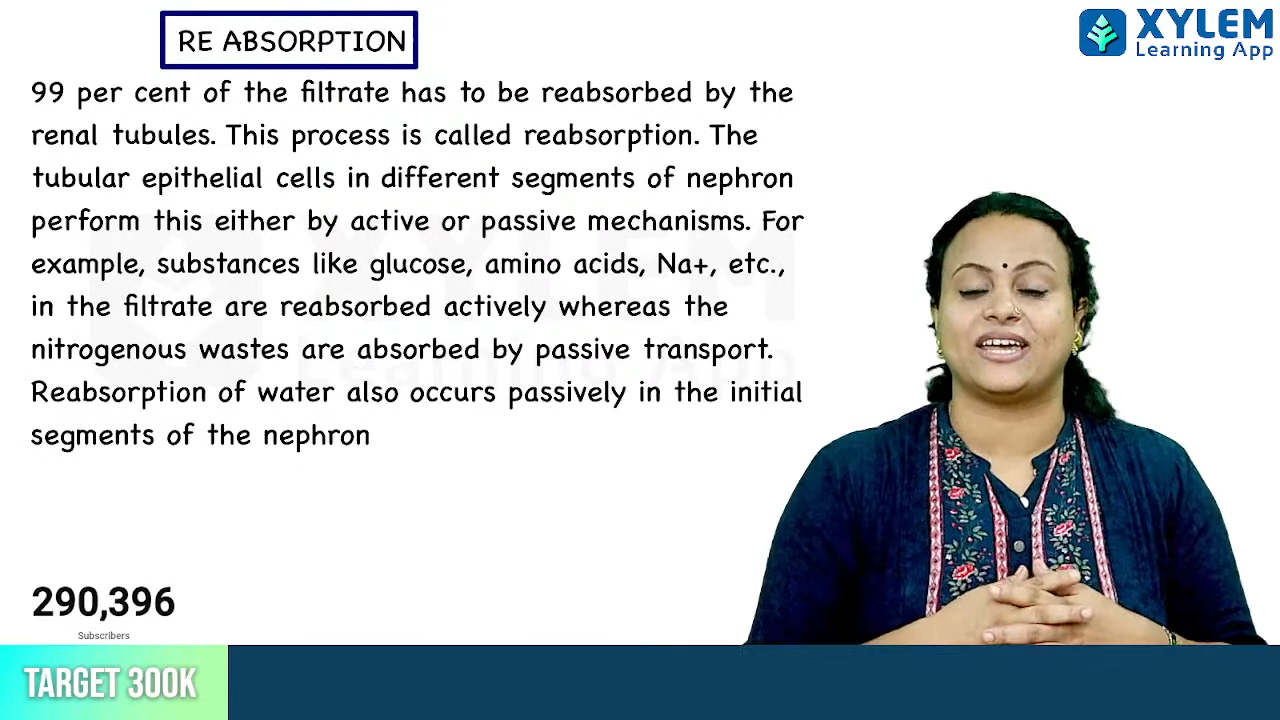 RE ABSORPTION
XYLEM
Learning App
99 per cent of the filtrate has to be reabsorbed by the
renal tubules. This process is called reabsorption. The
tubular epithelial cells in different segments of nephron
perform this either by active or passive mechanisms. For
example, substances like glucose, amino acids, Na+, etc.,
in the filtrate are reabsorbed actively whereas the
nitrogenous wastes are absorbed by passive transport.
Reabsorption of water also occurs passively in the initial
segments of the nephron
XYLEM
Learning App
290,396
Subscribers
TARGET 300K